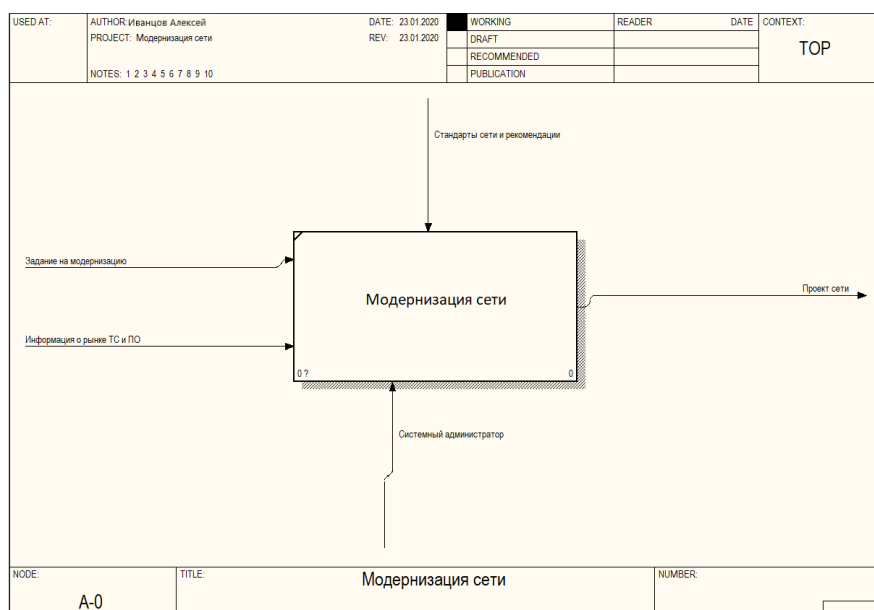 USED AT:
AUTHOR: Иванцов Алексей
DATE: 23.01.2020
WORKING
READER
DATE
CONTEXT:
PROJECT: Модернизация сети
REV: 23.01.2020
DRAFT
TOP
RECOMMENDED
NOTES: 1 2 3 4 5 6 7 8 9 10
PUBLICATION
Стандарты сети и рекомендации
Задание на модернизацию
Модернизация сети
Проект сети
Информация о рынке ТС и ПО
0 ?
0
Системный администратор
NODE:
TITLE:
Модернизация сети
NUMBER:
A-0